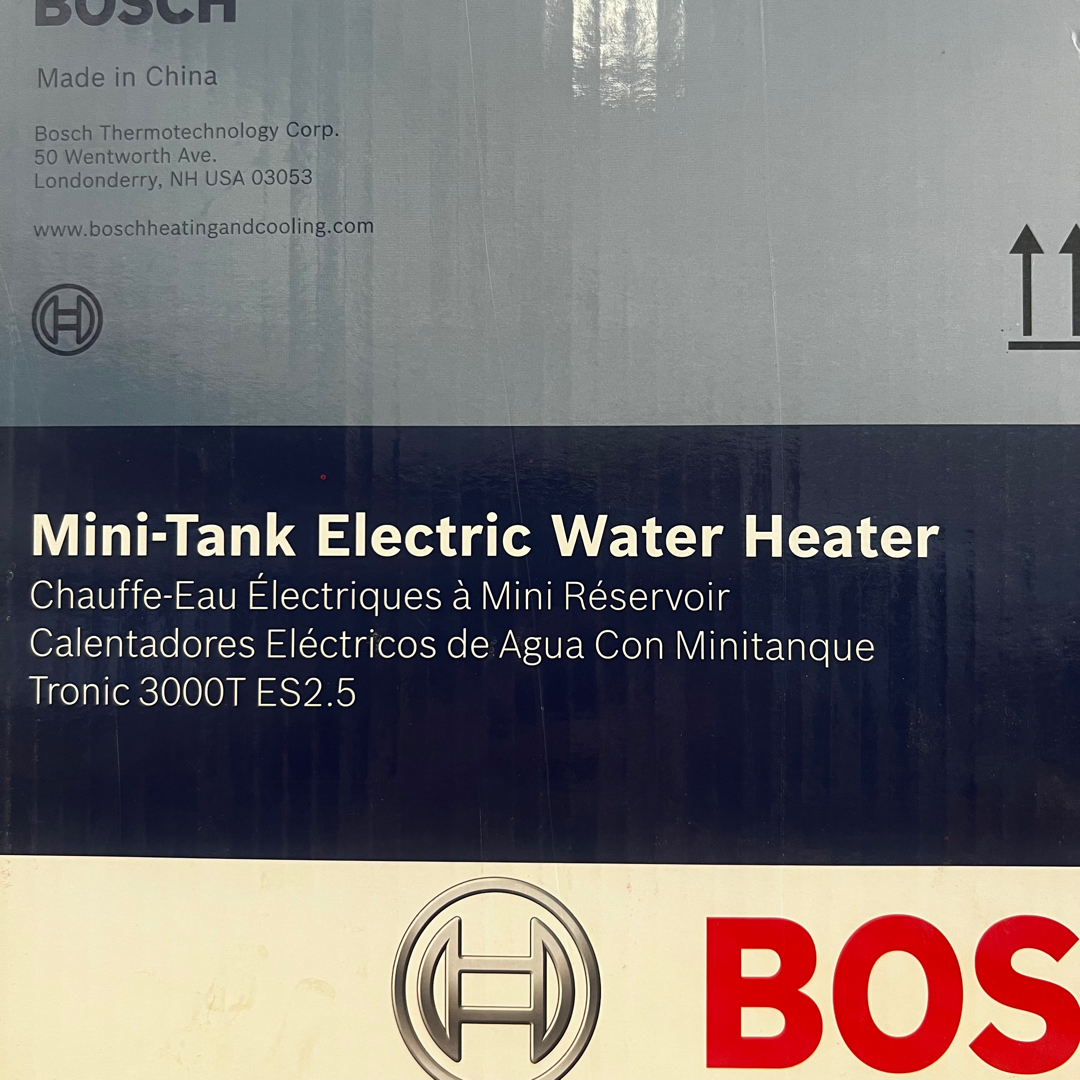 BOSCH
Made in China
Bosch Thermotechnology Corp.
50 Wentworth Ave.
Londonderry, NH USA 03053
www.boschheatingandcooling.com
Mini-Tank Electric Water Heater
Chauffe-Eau Électriques à Mini Réservoir
Calentadores Eléctricos de Agua Con Minitanque
Tronic 3000T ES2.5
BOS